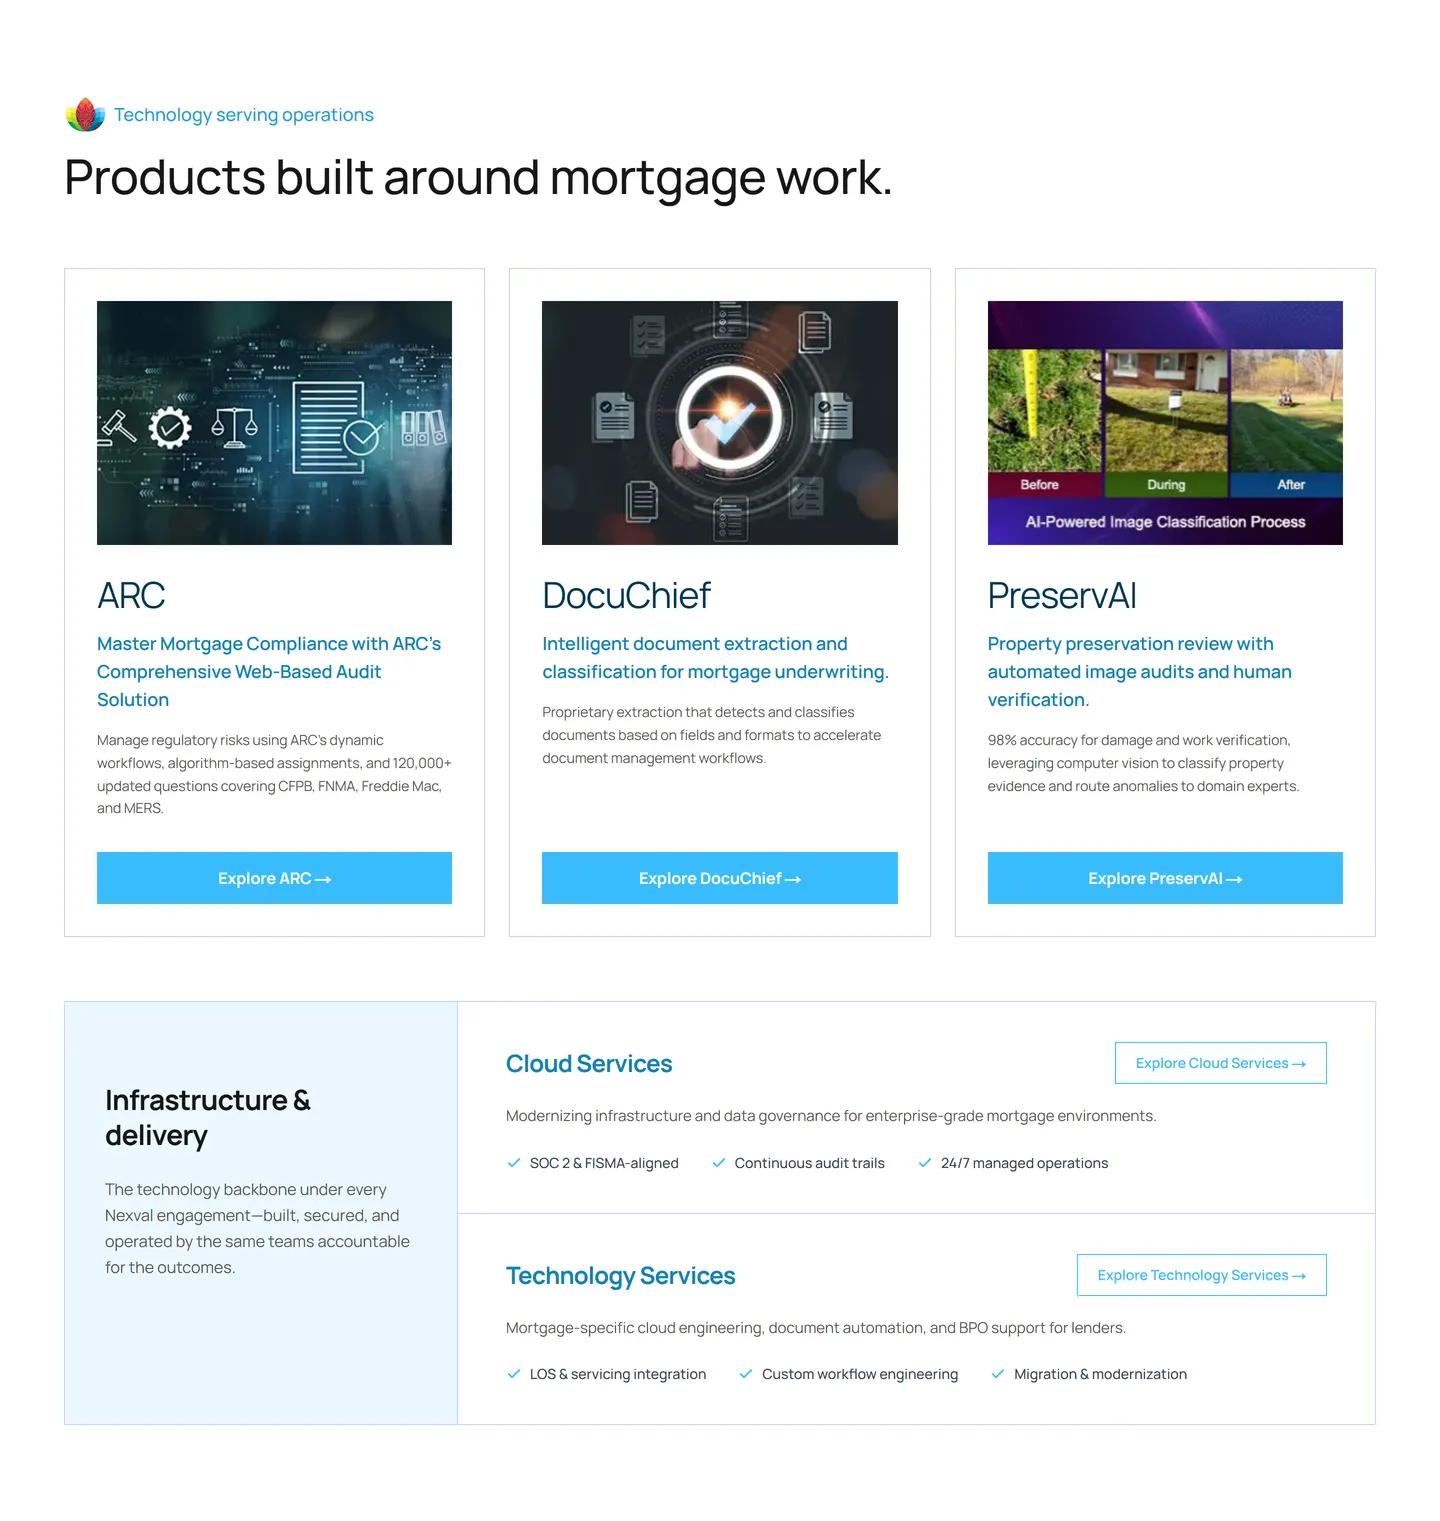 Technology serving operations
Products built around mortgage work.
Before
During
After
AI-Powered Image Classification Process
ARC
Master Mortgage Compliance with ARC’s
Comprehensive Web-Based Audit
Solution
Manage regulatory risks using ARC’s dynamic
workflows, algorithm-based assignments, and 120,000+
updated questions covering CFPB, FNMA, Freddie Mac,
and MERS.
Explore ARC →
DocuChief
Intelligent document extraction and
classification for mortgage underwriting.
Proprietary extraction that detects and classifies
documents based on fields and formats to accelerate
document management workflows.
Explore DocuChief →
PreservAI
Property preservation review with
automated image audits and human
verification.
98% accuracy for damage and work verification,
leveraging computer vision to classify property
evidence and route anomalies to domain experts.
Explore PreservAI →
Infrastructure &
delivery
The technology backbone under every
Nexval engagement—built, secured, and
operated by the same teams accountable
for the outcomes.
Cloud Services
Explore Cloud Services →
Modernizing infrastructure and data governance for enterprise-grade mortgage environments.
SOC 2 & FISMA-aligned
Continuous audit trails
24/7 managed operations
Technology Services
Explore Technology Services →
Mortgage-specific cloud engineering, document automation, and BPO support for lenders.
LOS & servicing integration
Custom workflow engineering
Migration & modernization